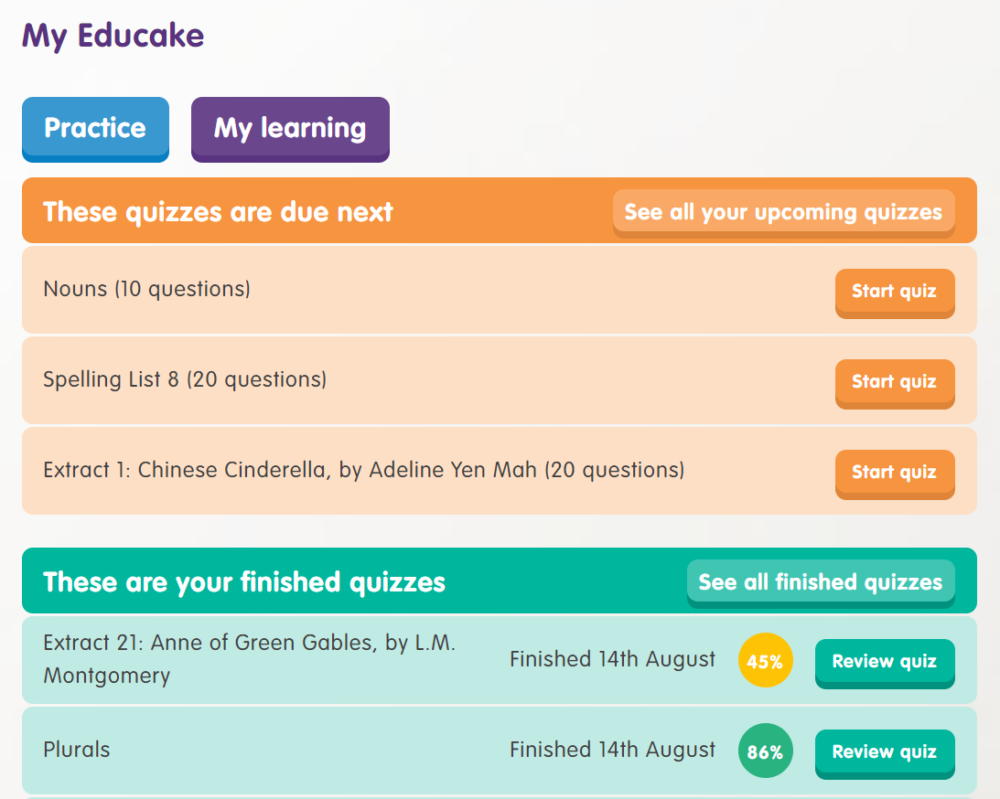 My Educake
Practice
My learning
These quizzes are due next
See all your upcoming quizzes
Nouns (10 questions)
Start quiz
Spelling List 8 (20 questions)
Start quiz
Extract 1: Chinese Cinderella, by Adeline Yen Mah (20 questions)
Start quiz
These are your finished quizzes
See all finished quizzes
Extract 21: Anne of Green Gables, by L.M.
Montgomery
Finished 14th August
45%
Review quiz
Plurals
Finished 14th August
86%
Review quiz